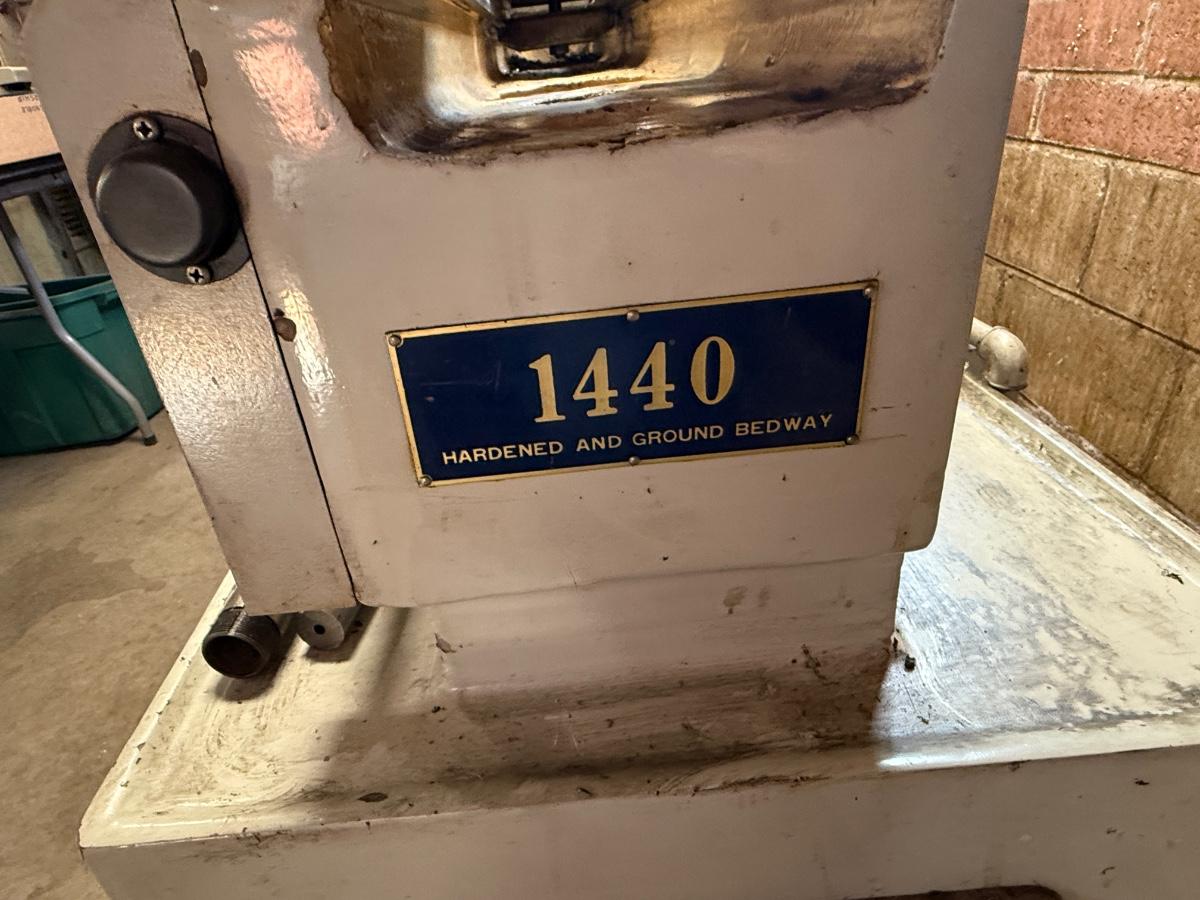 1440
HARDENED AND GROUND BEDWAY